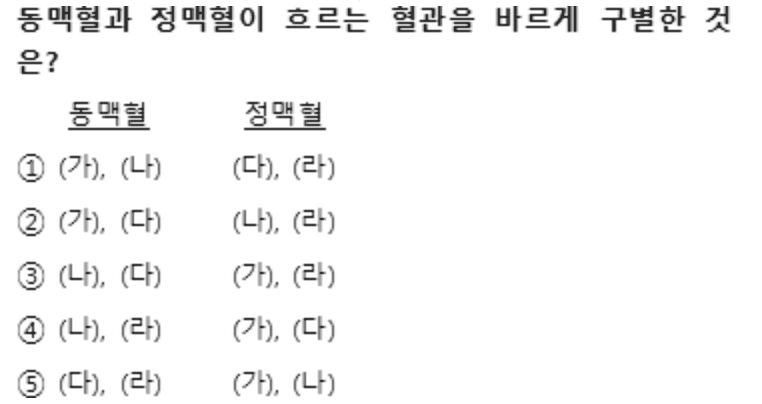 동맥혈과 정맥혈이 흐르는 혈관을 바르게 구별한 것
은?
동맥혈 정맥혈
① (가), (나) (다), (라)
② (가), (다) (나), (라)
③ (나), (다) (가), (라)
④ (나), (라) (가), (다)
⑤ (다), (라) (가), (나)